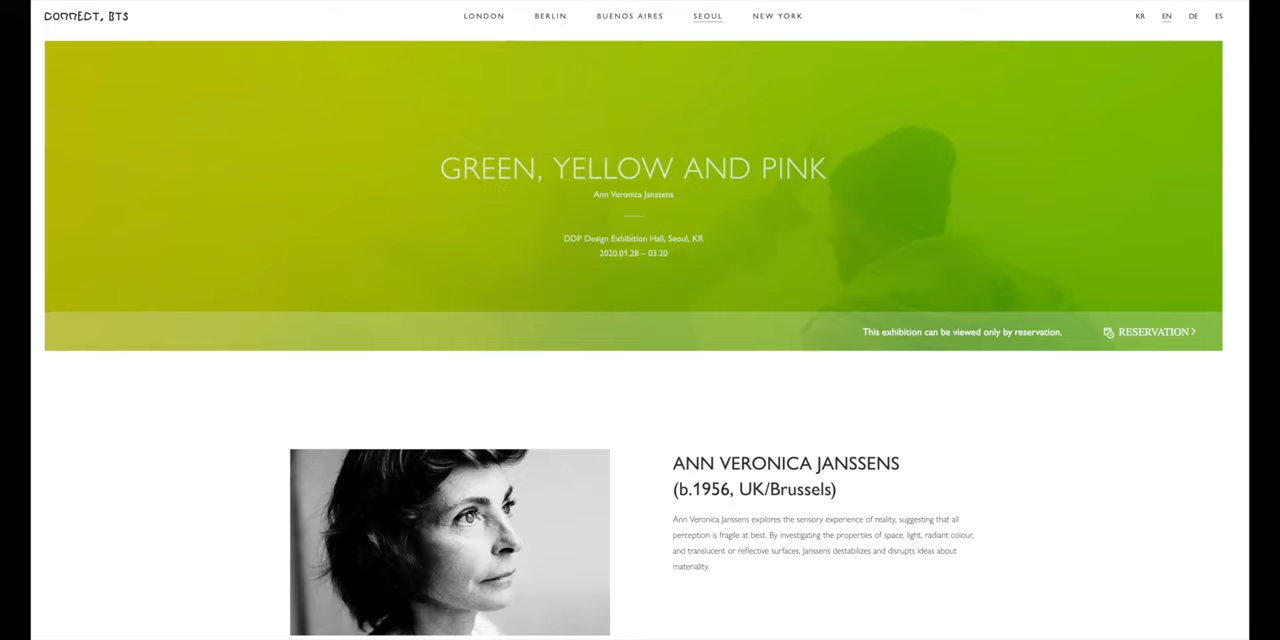 CONNECT, BTS
LONDON BERLIN BUENOS AIRES SEOUL NEW YORK
KR EN DE ES
GREEN, YELLOW AND PINK
Ann Veronica Janssens
DDP Design Exhibition Hall, Seoul, KR
2020.01.28 – 03.20
This exhibition can be viewed only by reservation. RESERVATION >
ANN VERONICA JANSSENS
(b.1956, UK/Brussels)
Ann Veronica Janssens explores the sensory experience of reality, suggesting that all
perception is fragile at best. By investigating the properties of space, light, radiant colour,
and translucent or reflective surfaces, Janssens destabilizes and disrupts ideas about
materiality.